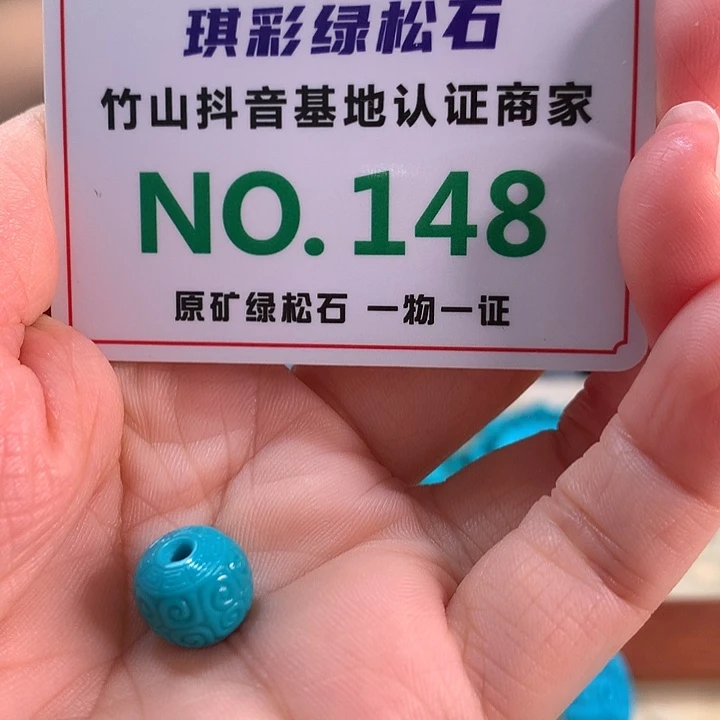 琪彩绿松石
竹山抖音基地认证商家
NO.148
原矿绿松石 一物一证